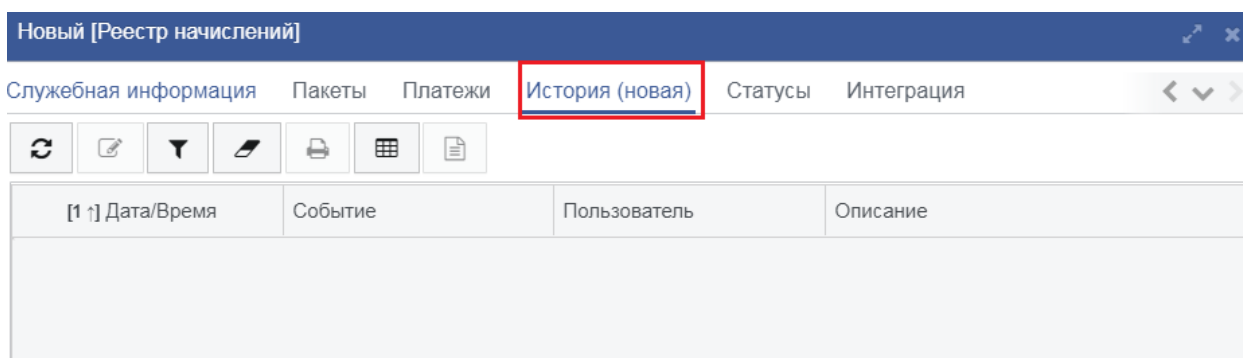 Новый [Реестр начислений]
Служебная информация Пакеты Платежи История (новая) Статусы Интеграция
[1 ↑] Дата/Время Событие Пользователь Описание